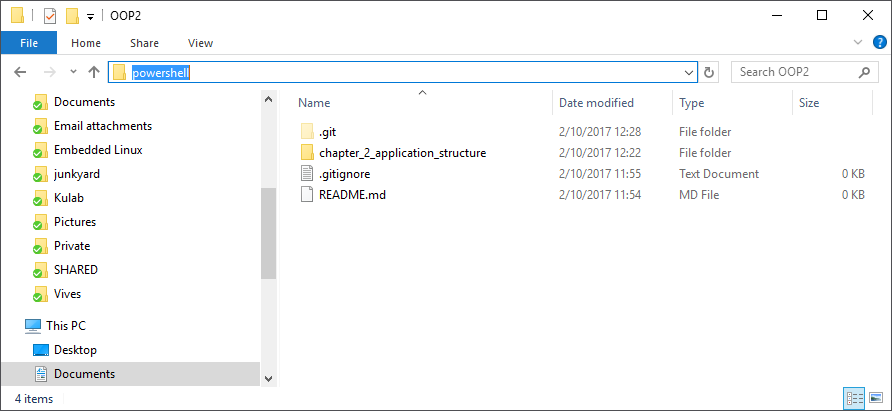 OOP2
File Home Share View
powershell
Search OOP2
Documents
Email attachments
Embedded Linux
junkyard
Kulab
Pictures
Private
SHARED
Vives
This PC
Desktop
Documents
Name Date modified Type Size
.git 2/10/2017 12:28 File folder
chapter_2_application_structure 2/10/2017 12:22 File folder
.gitignore 2/10/2017 11:55 Text Document 0 KB
README.md 2/10/2017 11:54 MD File 0 KB
4 items